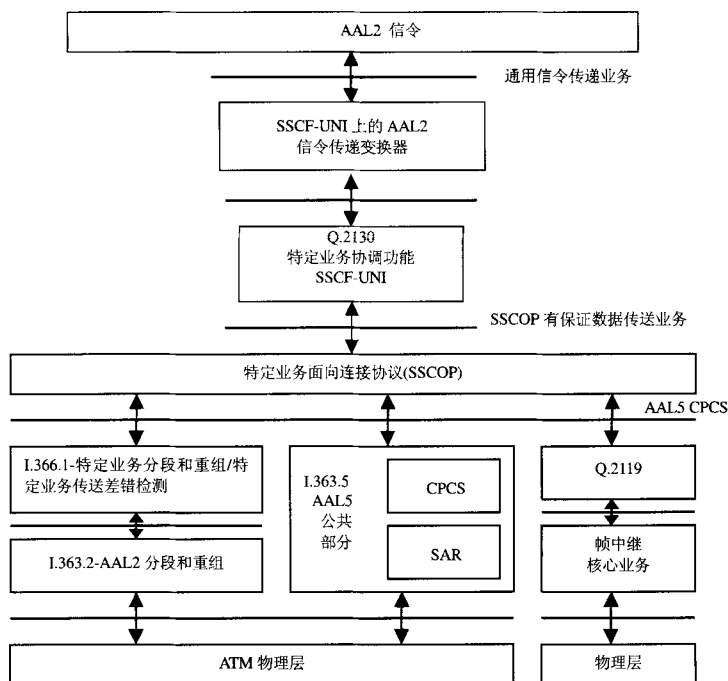 AAL2 信令
通用信令传递业务
SSCF-UNI 上的 AAL2
信令传递变换器
Q.2130
特定业务协调功能
SSCF-UNI
SSCOP 有保证数据传送业务
特定业务面向连接协议(SSCOP)
AAL5 CPCS
I.366.1-特定业务分段和重组/特
定业务传送差错检测
I.363.5
AAL5
公共
部分
CPCS
SAR
Q.2119
I.363.2-AAL2 分段和重组
帧中继
核心业务
ATM 物理层
物理层